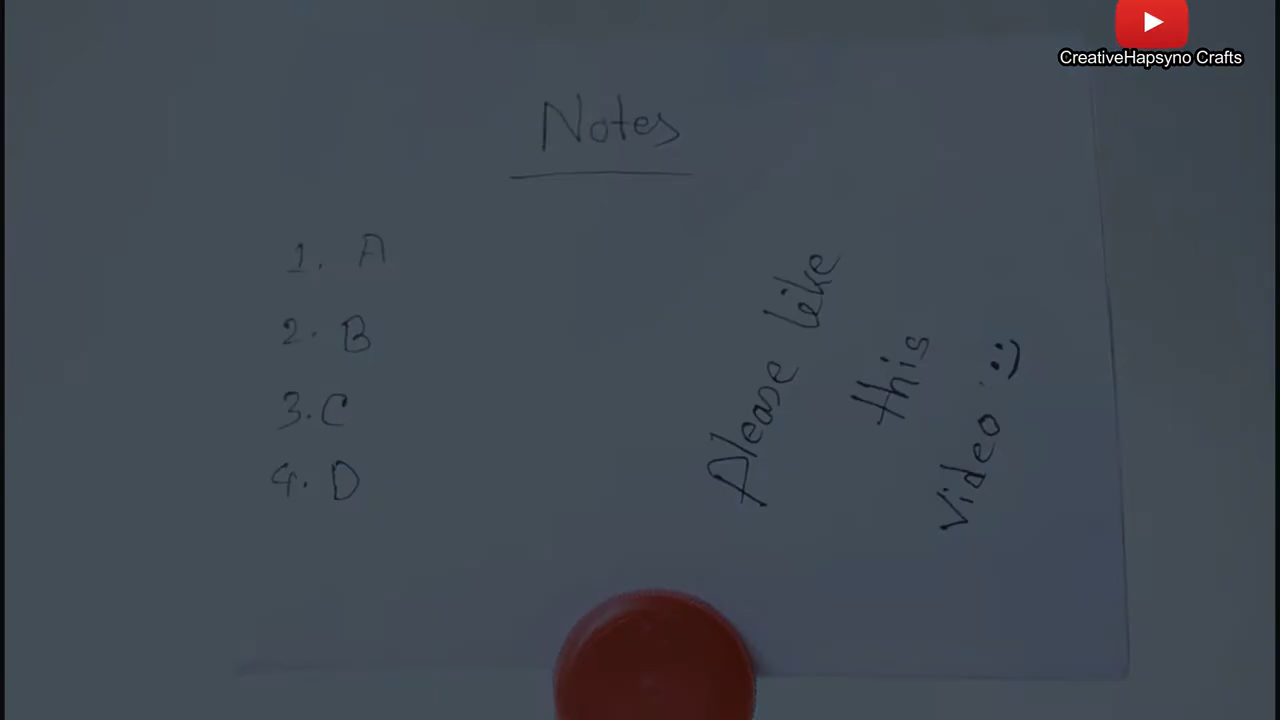 CreativeHapsyno Crafts
Notes
1. A
2. B
3. C
4. D
Please like
this
video :)